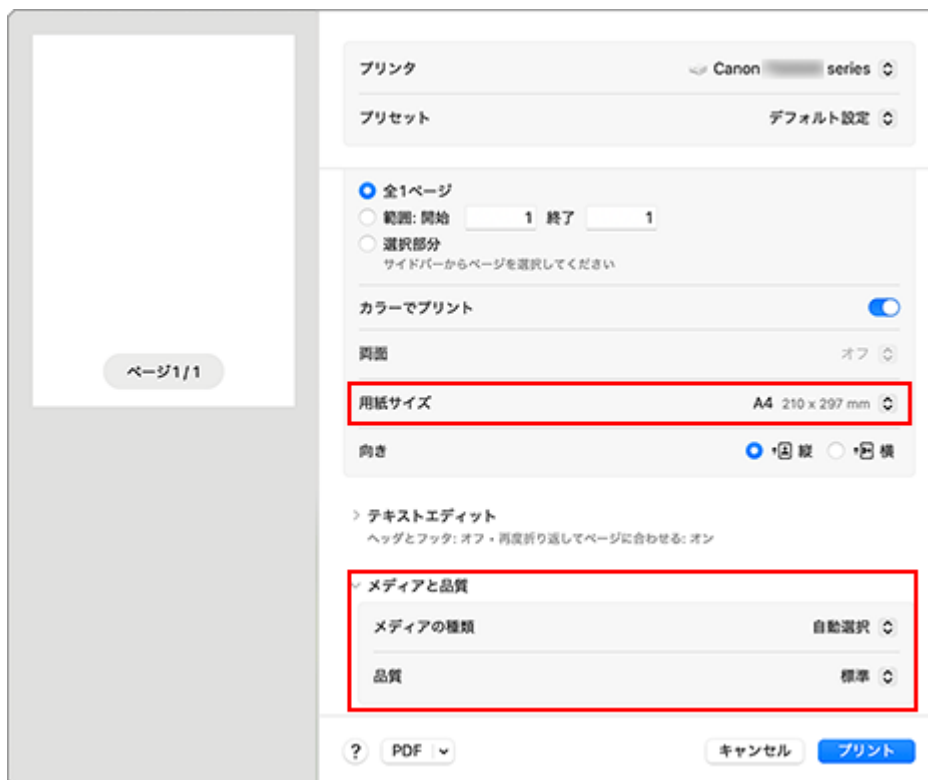 ページ1/1
プリンタ Canon series
プリセット デフォルト設定
全1ページ
範囲: 開始 1 終了 1
選択部分
サイドバーからページを選択してください
カラーでプリント
両面 オフ
用紙サイズ A4 210 x 297 mm
向き 縦 横
テキストエディット
ヘッダとフッタ: オフ・再度折り返してページに合わせる: オン
メディアと品質
メディアの種類 自動選択
品質 標準
? PDF キャンセル プリント